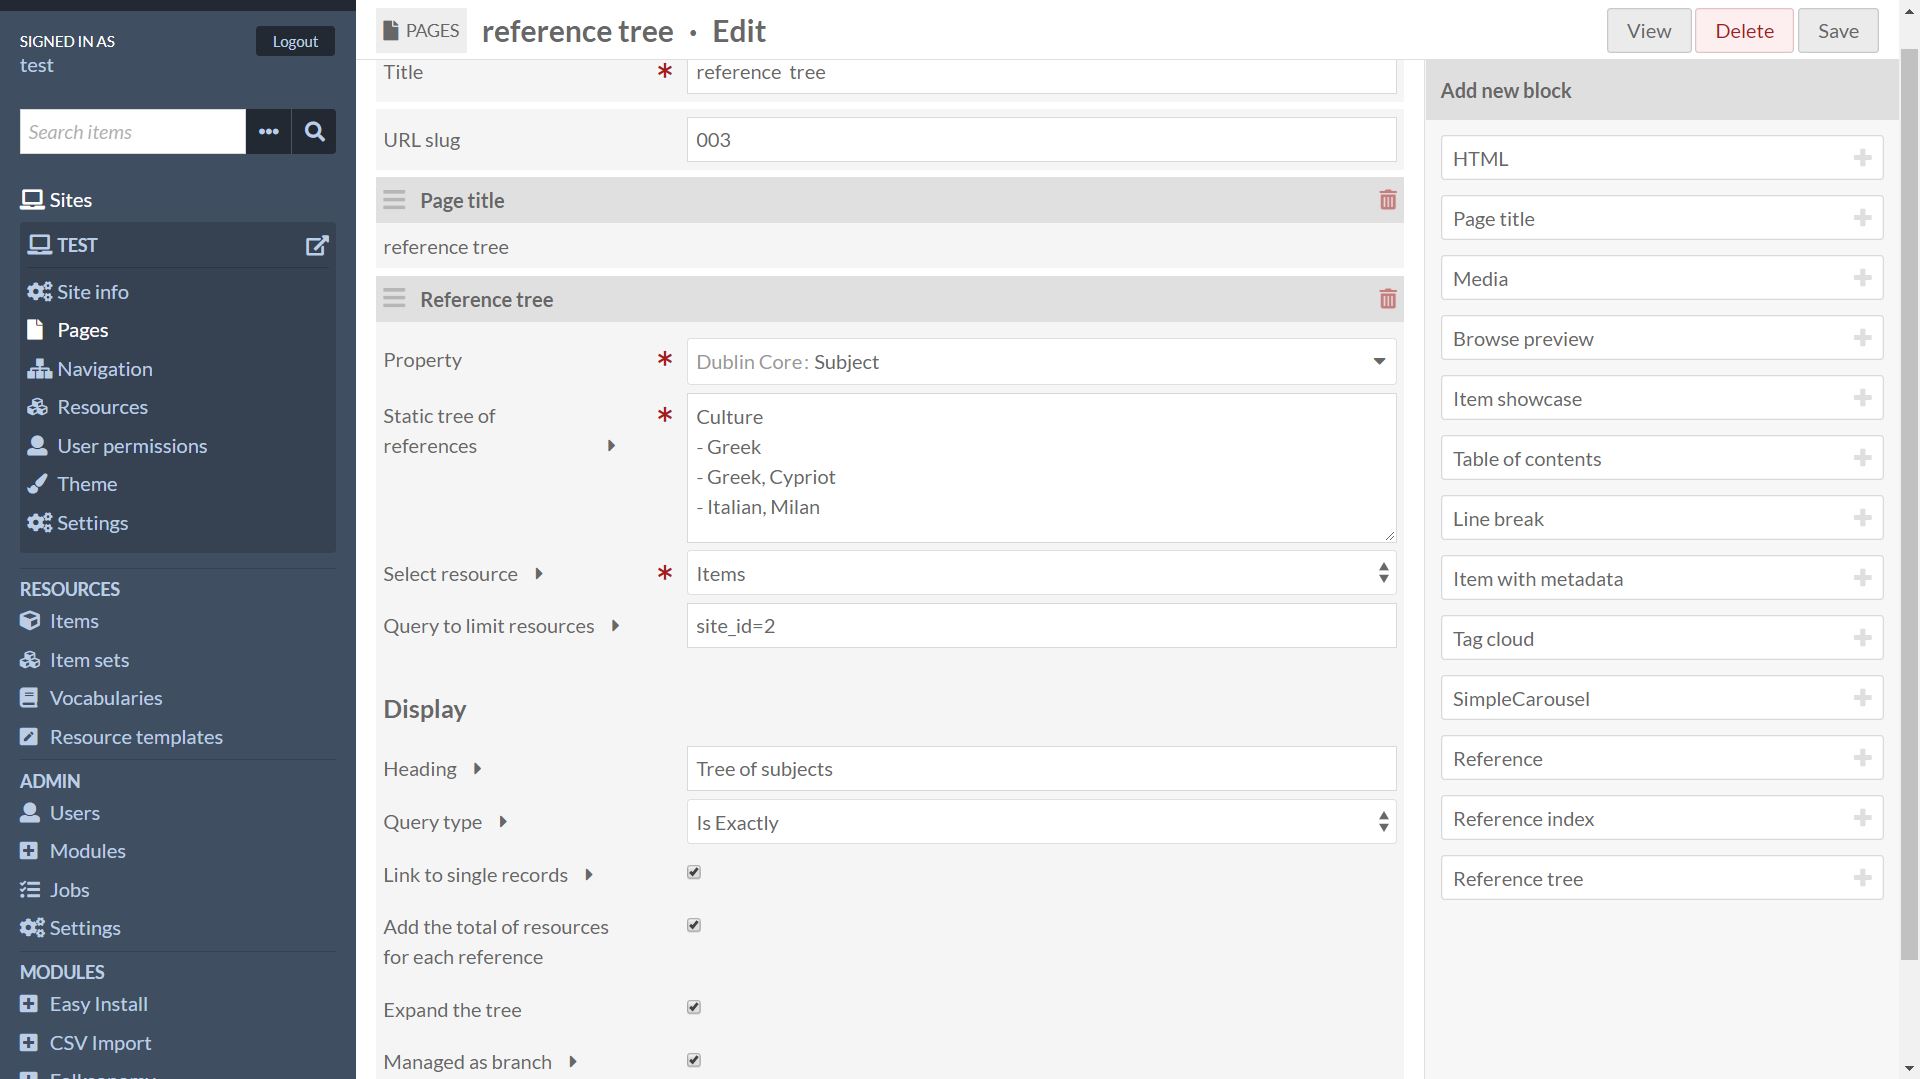 SIGNED IN AS
test
Logout
Search items
Sites
TEST
Site info
Pages
Navigation
Resources
User permissions
Theme
Settings
RESOURCES
Items
Item sets
Vocabularies
Resource templates
ADMIN
Users
Modules
Jobs
Settings
MODULES
Easy Install
CSV Import
PAGES
reference tree · Edit
View
Delete
Save
Title * reference tree
URL slug 003
Page title
reference tree
Reference tree
Property * Dublin Core: Subject
Static tree of
references *
Culture
- Greek
- Greek, Cypriot
- Italian, Milan
Select resource * Items
Query to limit resources site_id=2
Display
Heading Tree of subjects
Query type Is Exactly
Link to single records
Add the total of resources
for each reference
Expand the tree
Managed as branch
Add new block
HTML
Page title
Media
Browse preview
Item showcase
Table of contents
Line break
Item with metadata
Tag cloud
SimpleCarousel
Reference
Reference index
Reference tree